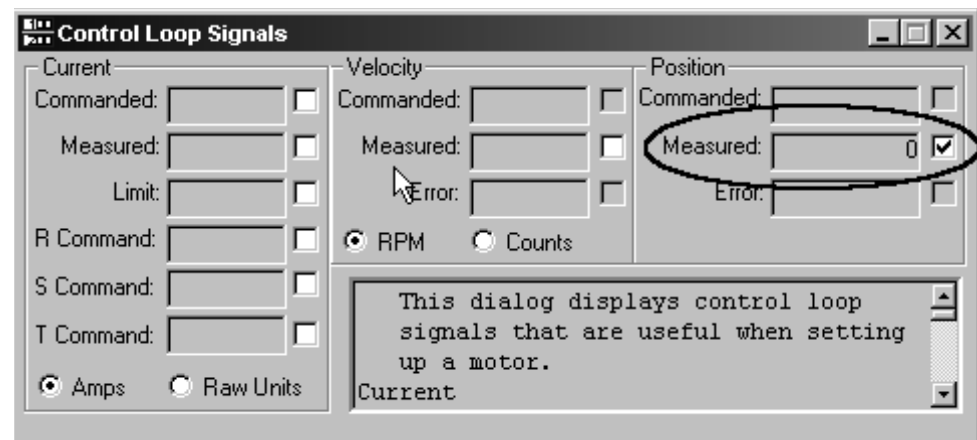 Control Loop Signals
Current
Commanded:
Measured:
Limit:
R Command:
S Command:
T Command:
Amps Raw Units
Velocity
Commanded:
Measured:
Error:
RPM Counts
Position
Commanded:
Measured: 0
Error:
This dialog displays control loop
signals that are useful when setting
up a motor.
Current